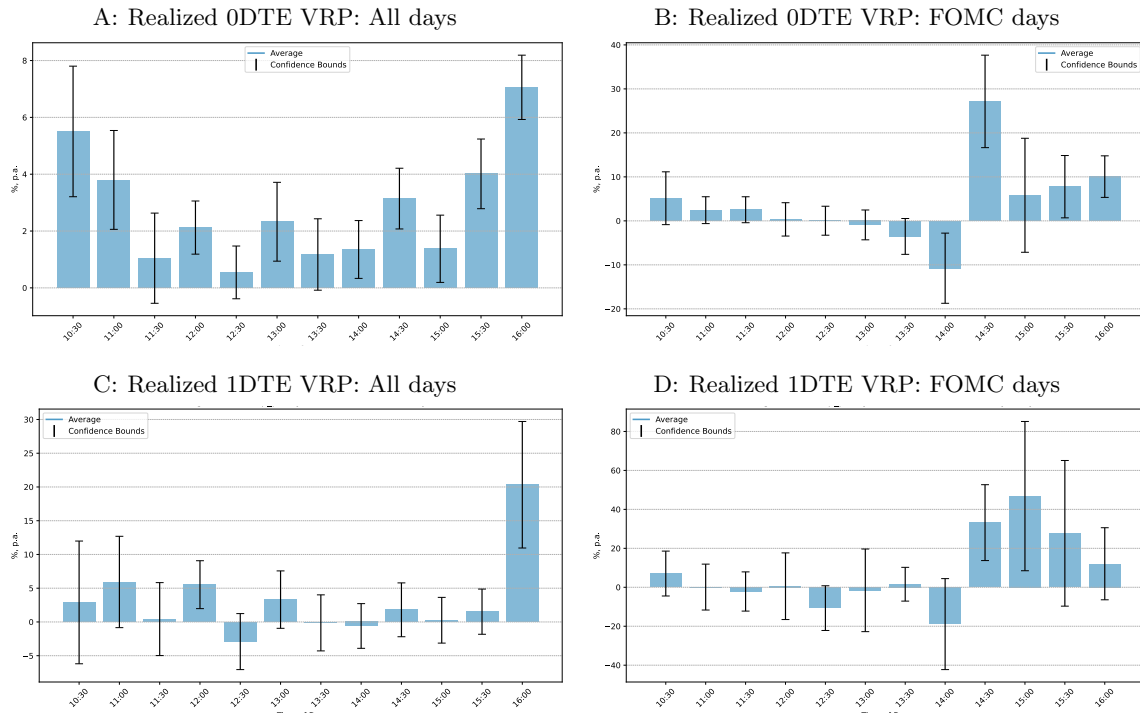 A: Realized 0DTE VRP: All days
Average
Confidence Bounds
%, p.a.
8
6
4
2
0
10:30 11:00 11:30 12:00 12:30 13:00 13:30 14:00 14:30 15:00 15:30 16:00
B: Realized 0DTE VRP: FOMC days
Average
Confidence Bounds
%, p.a.
40
30
20
10
0
−10
−20
10:30 11:00 11:30 12:00 12:30 13:00 13:30 14:00 14:30 15:00 15:30 16:00
C: Realized 1DTE VRP: All days
Average
Confidence Bounds
%, p.a.
30
25
20
15
10
5
0
−5
10:30 11:00 11:30 12:00 12:30 13:00 13:30 14:00 14:30 15:00 15:30 16:00
D: Realized 1DTE VRP: FOMC days
Average
Confidence Bounds
%, p.a.
80
60
40
20
0
−20
−40
10:30 11:00 11:30 12:00 12:30 13:00 13:30 14:00 14:30 15:00 15:30 16:00